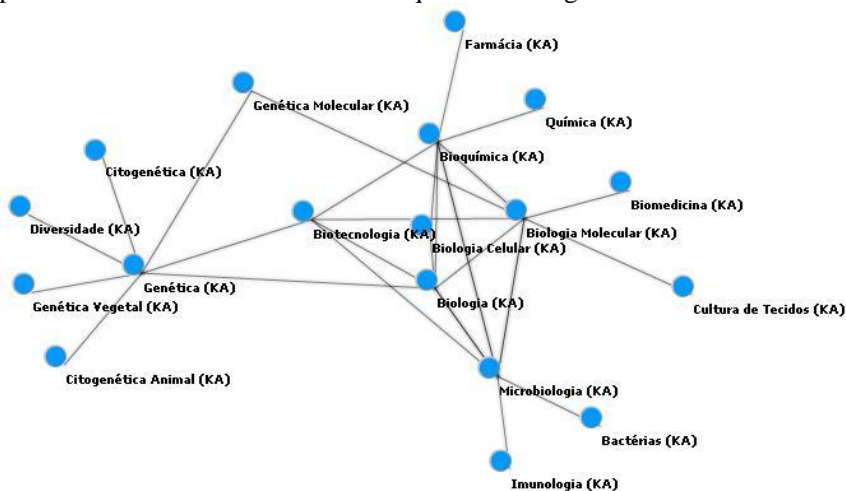 Farmácia (KA)
Genética Molecular (KA)
Química (KA)
Bioquímica (KA)
Citogenética (KA)
Biomedicina (KA)
Diversidade (KA)
Biotecnologia (KA)
Biologia Molecular (KA)
Biologia Celular (KA)
Genética (KA)
Biologia (KA)
Genética Vegetal (KA)
Cultura de Tecidos (KA)
Citogenética Animal (KA)
Microbiologia (KA)
Bactérias (KA)
Imunologia (KA)